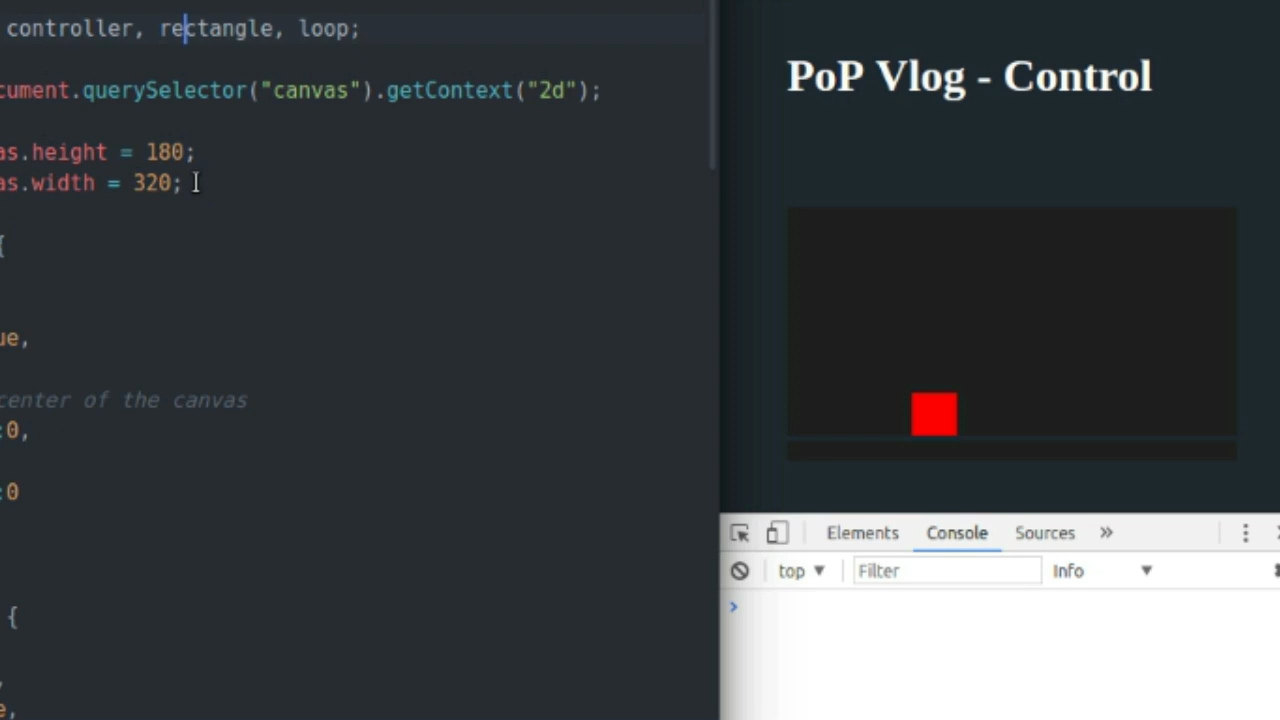 controller, rectangle, loop;
cument.querySelector("canvas").getContext("2d");
as.height = 180;
as.width = 320;
{
ue,
center of the canvas
:0,
:0
{
e,
PoP Vlog - Control
Elements Console Sources »
top ▼ Filter Info ▼
>